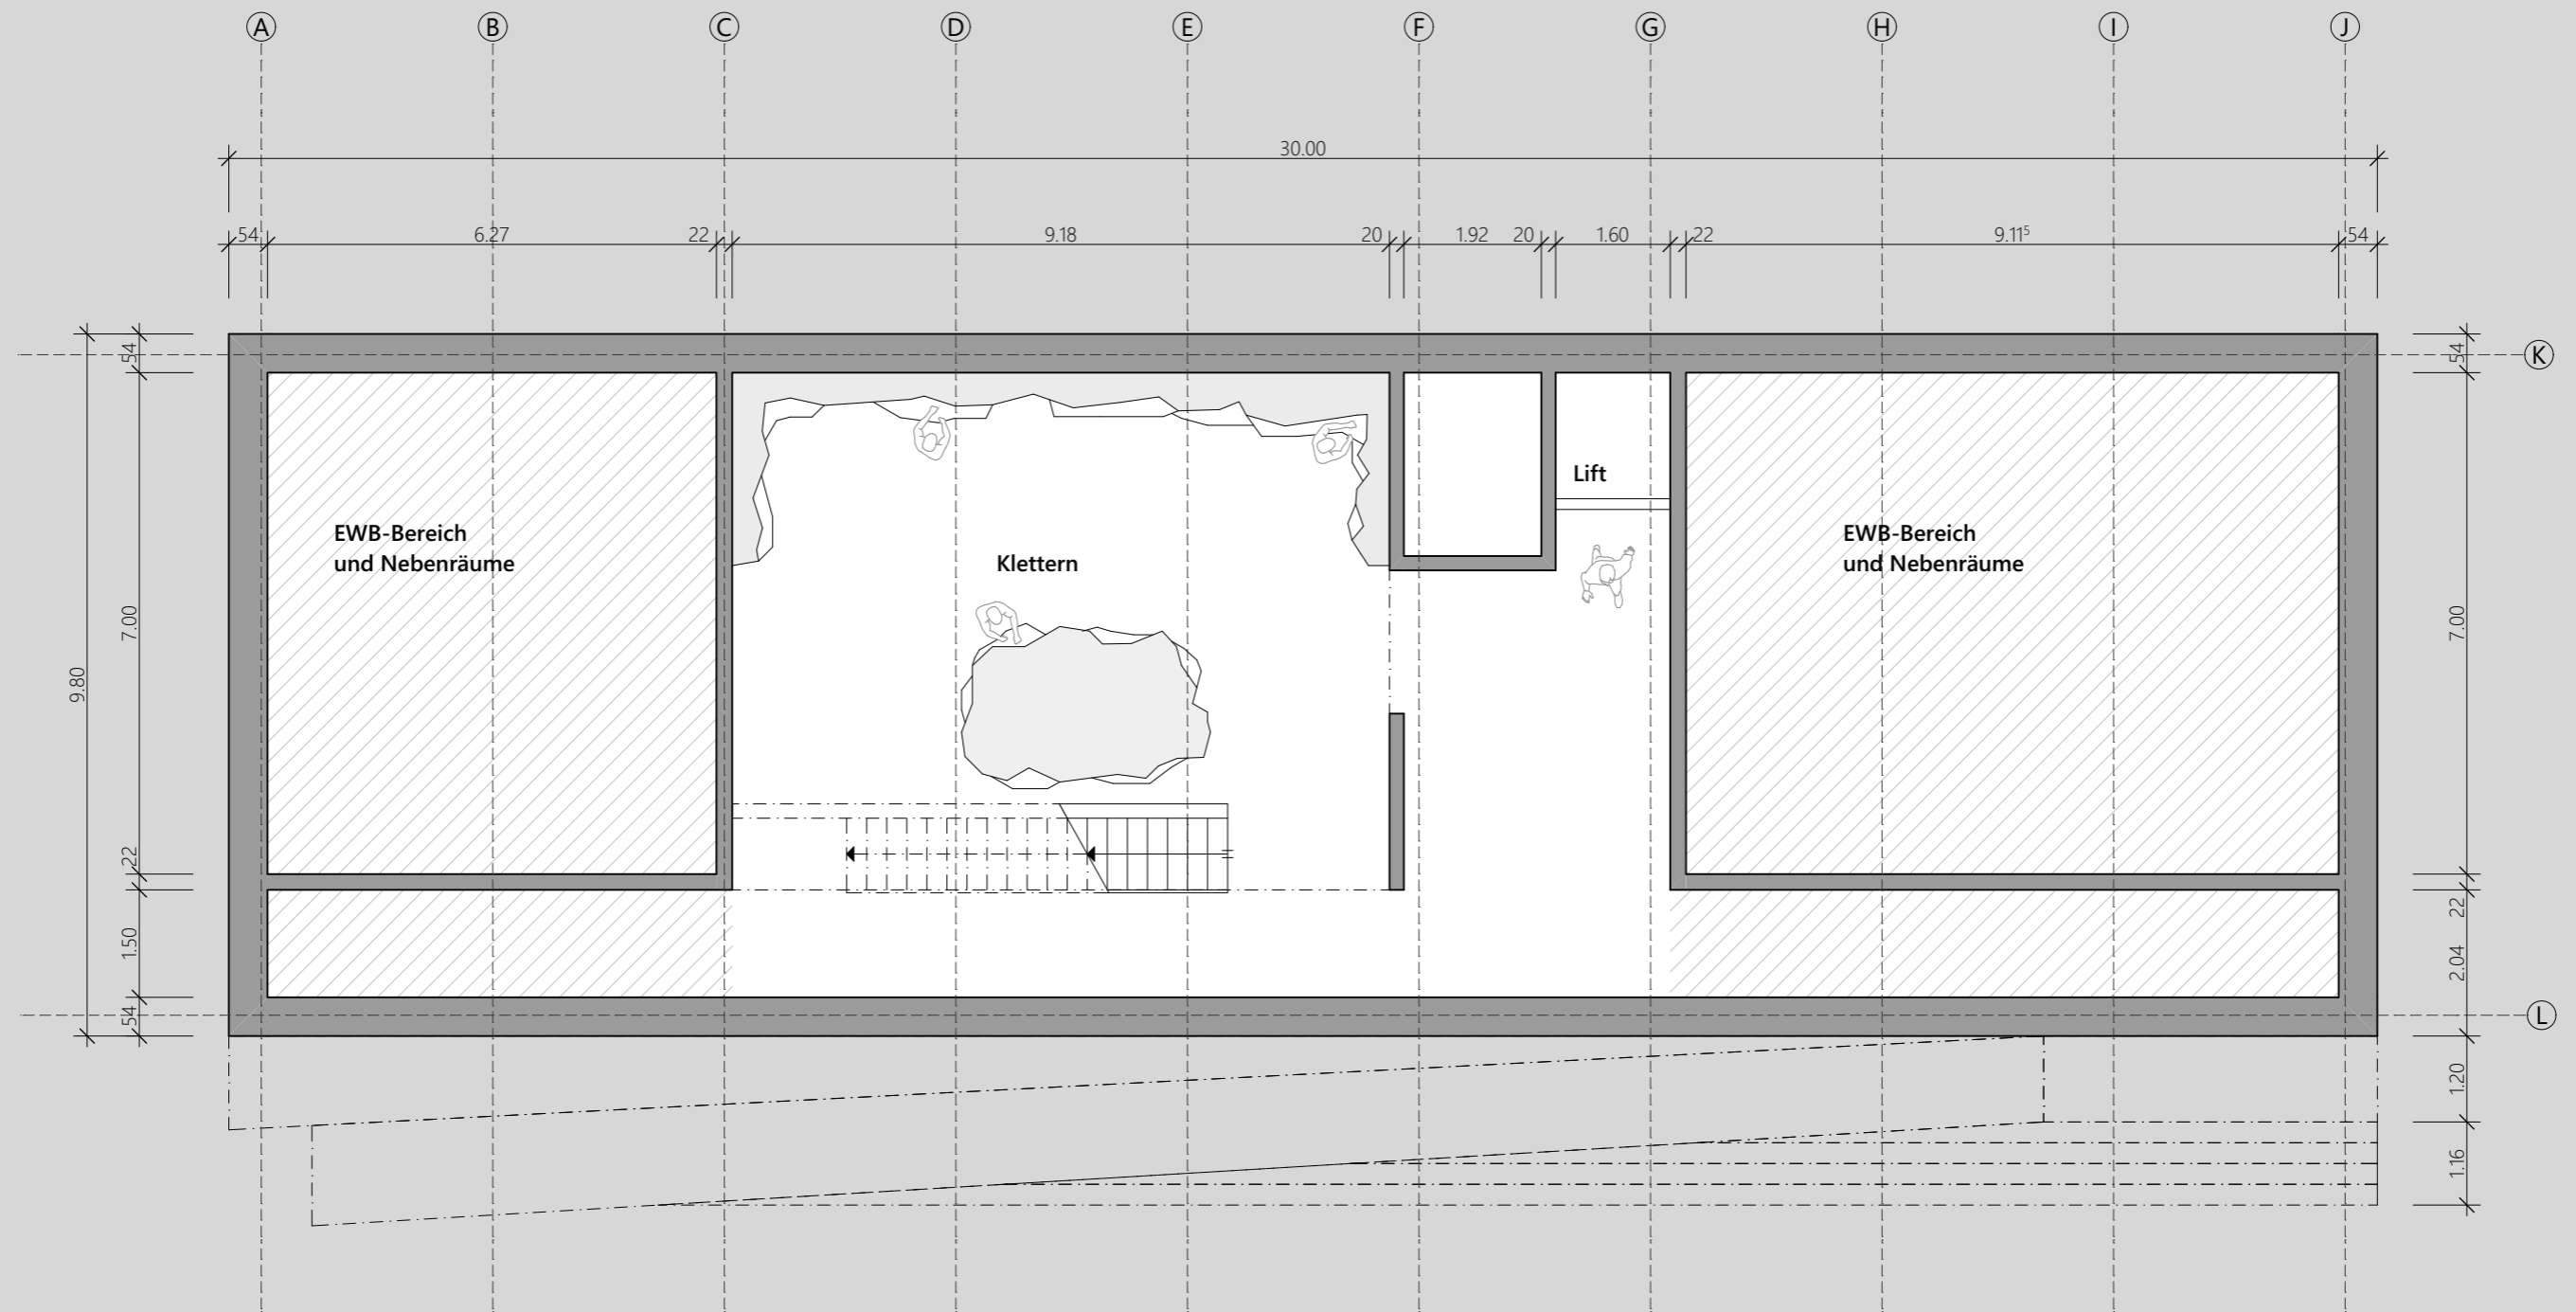 A B C D E F G H I J
30.00
54 6.27 22 9.18 20 1.92 20 1.60 22 9.11⁵ 54
K
54
54
Lift
EWB-Bereich
und Nebenräume
Klettern
EWB-Bereich
und Nebenräume
7.00
7.00
9.80
22
22
1.50
2.04
54
L
1.20
1.16